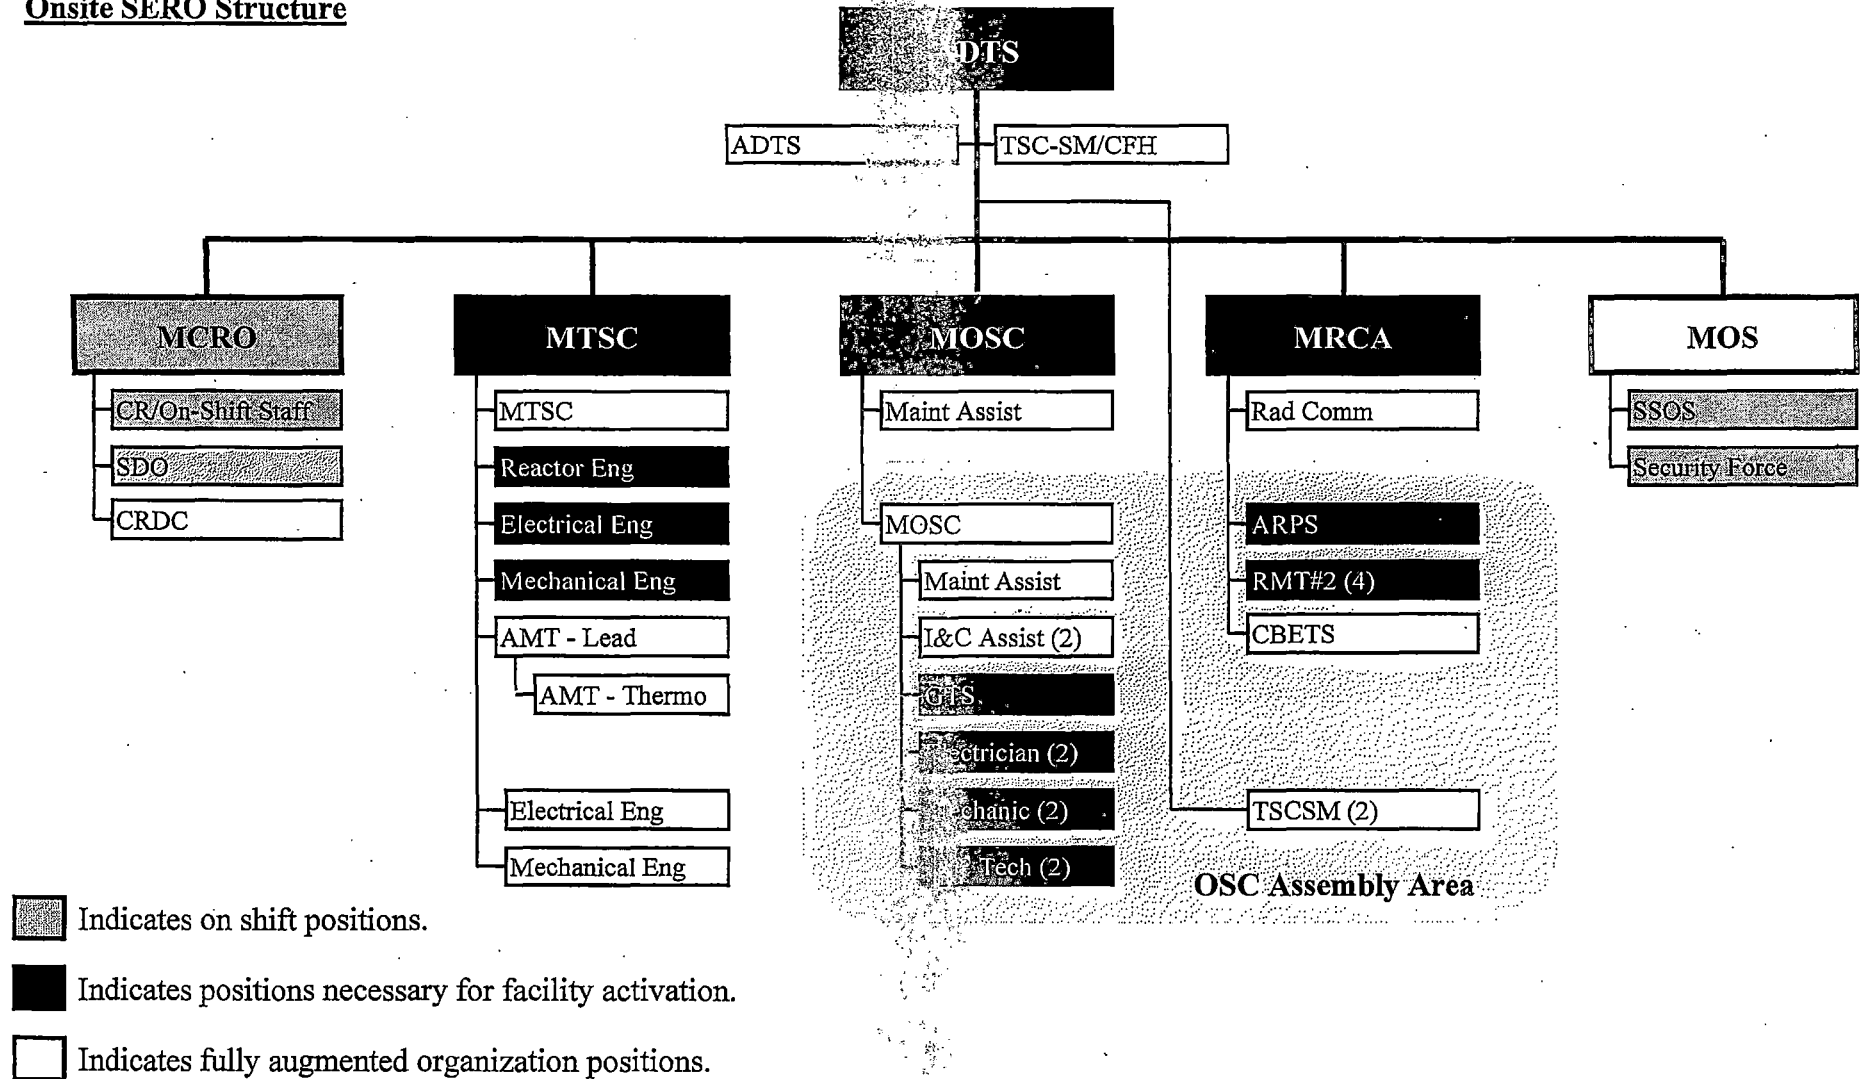 Onsite SERO Structure
DTS
ADTS
TSC-SM/CFH
MCRO
MTSC
MOSC
MRCA
MOS
CR/On-Shift Staff
SDO
CRDC
MTSC
Reactor Eng
Electrical Eng
Mechanical Eng
AMT - Lead
AMT - Thermo
Electrical Eng
Mechanical Eng
Maint Assist
MOSC
Maint Assist
I&C Assist (2)
(2)
(2)
Tech (2)
Rad Comm
ARPS
RMT#2 (4)
CBETS
TSCSM (2)
SSOS
Security Force
OSC Assembly Area
Indicates on shift positions.
Indicates positions necessary for facility activation.
Indicates fully augmented organization positions.